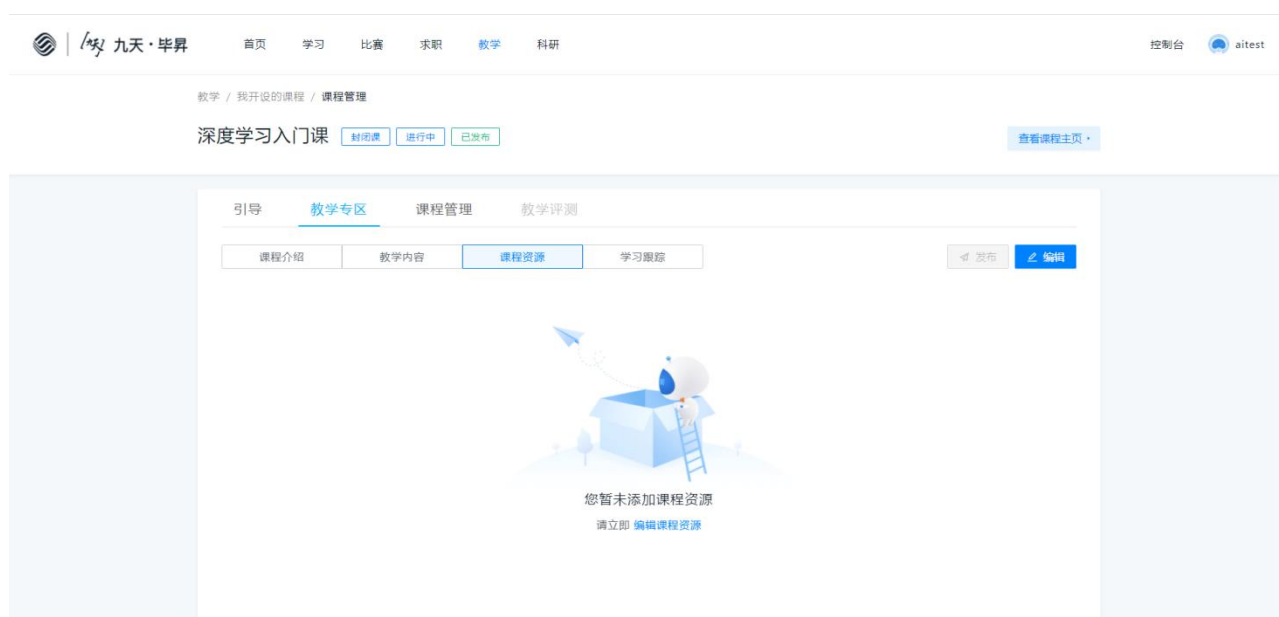 九天·毕昇 首页 学习 比赛 求职 教学 科研 控制台 aitest
教学 / 我开设的课程 / 课程管理
深度学习入门课 封闭课 进行中 已发布 查看课程主页
引导 教学专区 课程管理 教学评测
课程介绍 教学内容 课程资源 学习跟踪 发布 编辑
您暂未添加课程资源
请立即 编辑课程资源